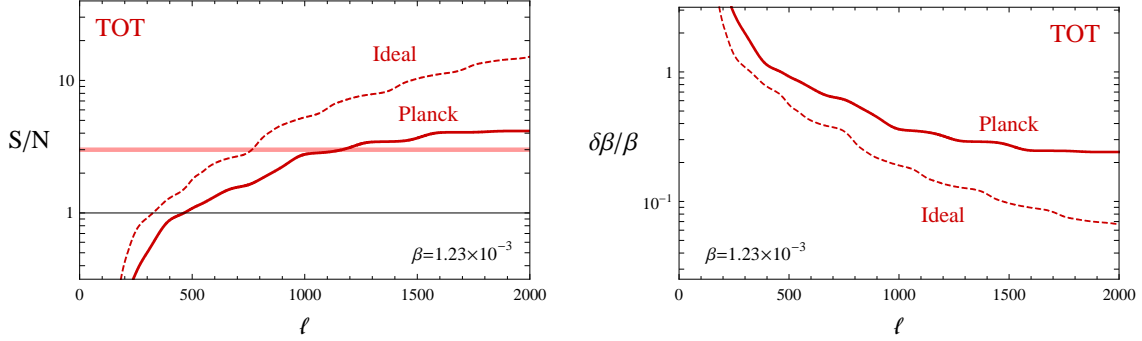 TOT
Ideal
Planck
S/N
10
1
β=1.23×10⁻³
0 500 1000 1500 2000
ℓ
TOT
Planck
Ideal
δβ/β
1
10⁻¹
β=1.23×10⁻³
0 500 1000 1500 2000
ℓ